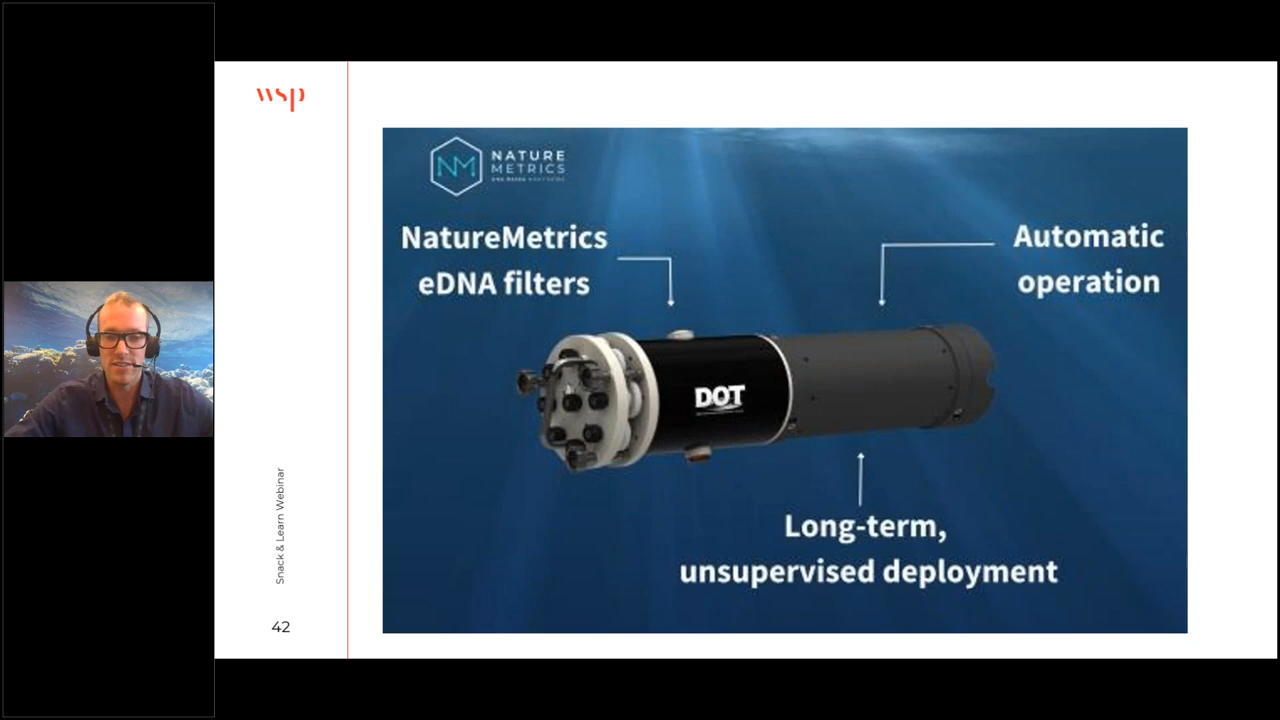 wsp
NATURE
METRICS
NatureMetrics
eDNA filters
Automatic
operation
DOT
Long-term,
unsupervised deployment
Snack & Learn Webinar
42